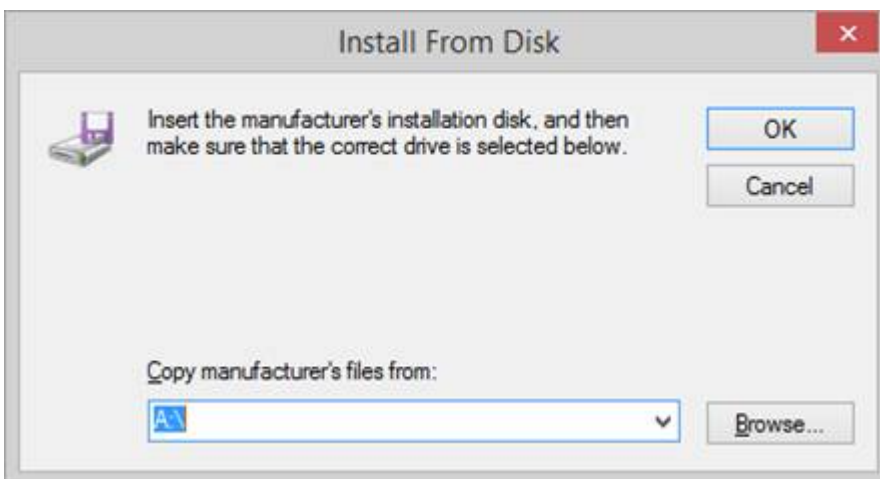 Install From Disk
Insert the manufacturer's installation disk, and then
make sure that the correct drive is selected below.
OK
Cancel
Copy manufacturer's files from:
A:\
Browse...